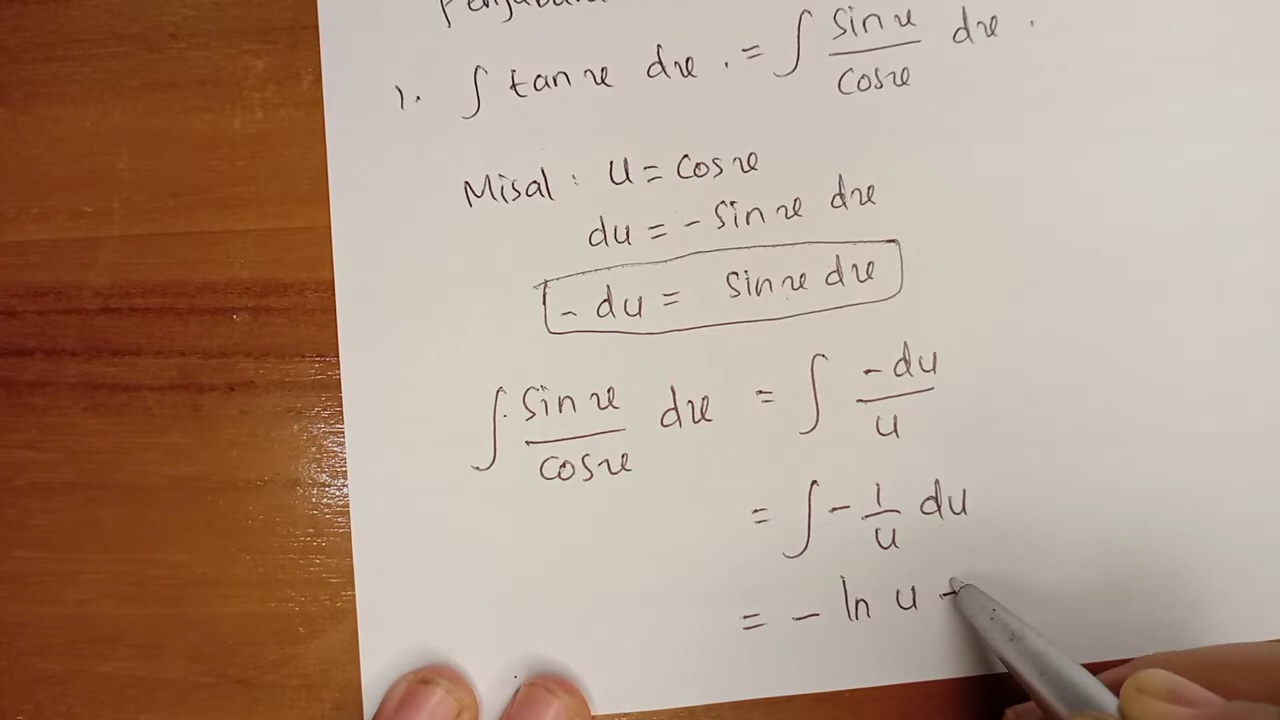 1. ∫ tan x dx . = ∫ sin x / cos x dx .
Misal : u = cos x
du = - sin x dx
- du = sin x dx
∫ sin x / cos x dx = ∫ -du / u
= ∫ - 1/u du
= - ln u